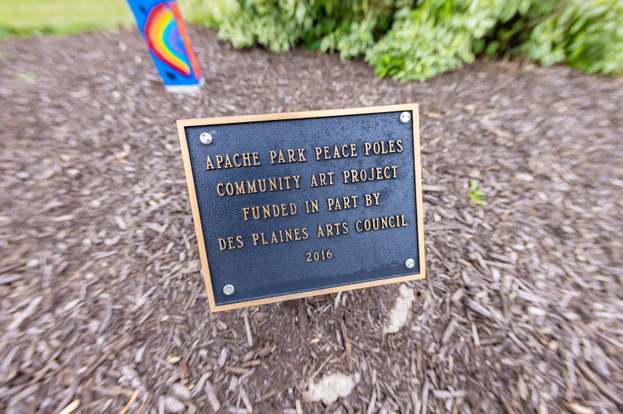 APACHE PARK PEACE POLES
COMMUNITY ART PROJECT
FUNDED IN PART BY
DES PLAINES ARTS COUNCIL
2016